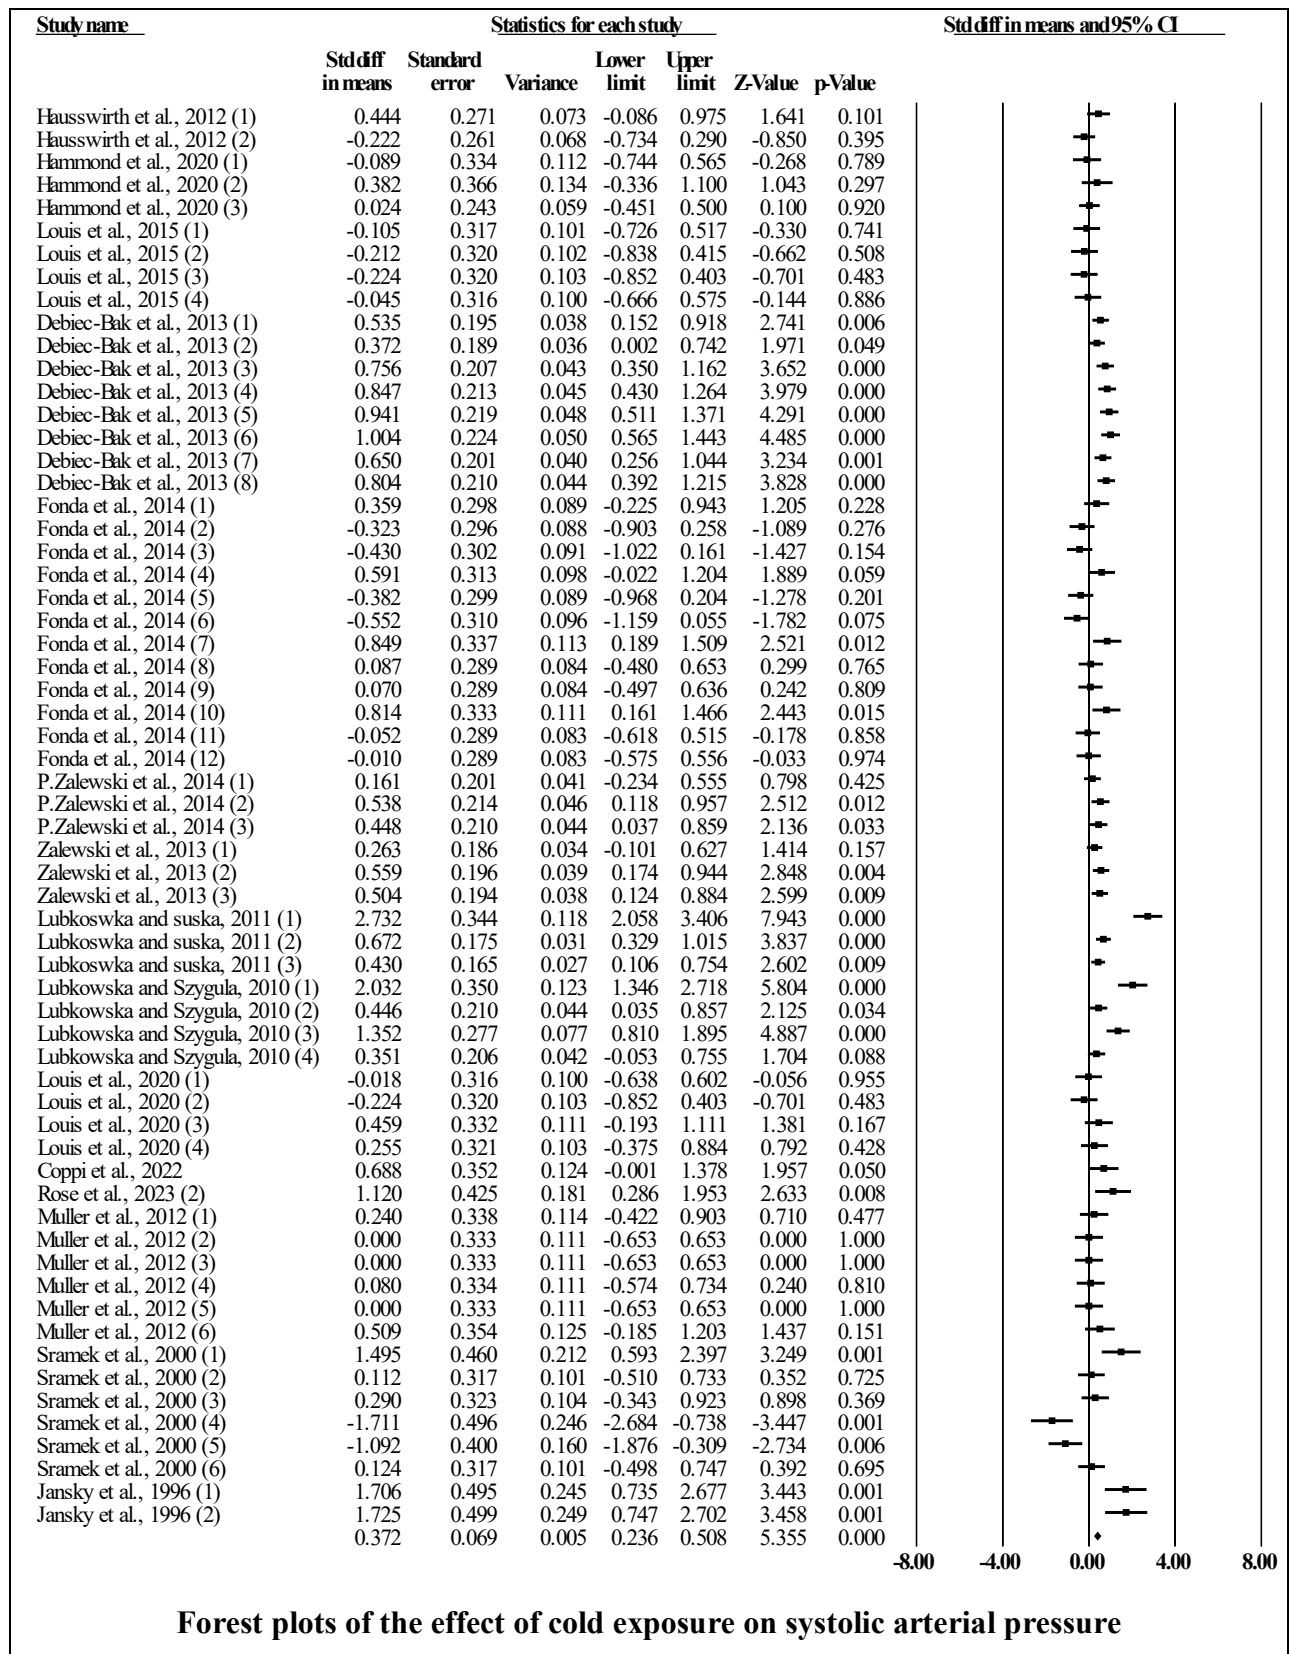 Study name Statistics for each study Std diff in means and 95% CI
Std diff Standard Lower Upper
in means error Variance limit limit Z-Value p-Value
Hausswirth et al., 2012 (1) 0.444 0.271 0.073 -0.086 0.975 1.641 0.101
Hausswirth et al., 2012 (2) -0.222 0.261 0.068 -0.734 0.290 -0.850 0.395
Hammond et al., 2020 (1) -0.089 0.334 0.112 -0.744 0.565 -0.268 0.789
Hammond et al., 2020 (2) 0.382 0.366 0.134 -0.336 1.100 1.043 0.297
Hammond et al., 2020 (3) 0.024 0.243 0.059 -0.451 0.500 0.100 0.920
Louis et al., 2015 (1) -0.105 0.317 0.101 -0.726 0.517 -0.330 0.741
Louis et al., 2015 (2) -0.212 0.320 0.102 -0.838 0.415 -0.662 0.508
Louis et al., 2015 (3) -0.224 0.320 0.103 -0.852 0.403 -0.701 0.483
Louis et al., 2015 (4) -0.045 0.316 0.100 -0.666 0.575 -0.144 0.886
Debiec-Bak et al., 2013 (1) 0.535 0.195 0.038 0.152 0.918 2.741 0.006
Debiec-Bak et al., 2013 (2) 0.372 0.189 0.036 0.002 0.742 1.971 0.049
Debiec-Bak et al., 2013 (3) 0.756 0.207 0.043 0.350 1.162 3.652 0.000
Debiec-Bak et al., 2013 (4) 0.847 0.213 0.045 0.430 1.264 3.979 0.000
Debiec-Bak et al., 2013 (5) 0.941 0.219 0.048 0.511 1.371 4.291 0.000
Debiec-Bak et al., 2013 (6) 1.004 0.224 0.050 0.565 1.443 4.485 0.000
Debiec-Bak et al., 2013 (7) 0.650 0.201 0.040 0.256 1.044 3.234 0.001
Debiec-Bak et al., 2013 (8) 0.804 0.210 0.044 0.392 1.215 3.828 0.000
Fonda et al., 2014 (1) 0.359 0.298 0.089 -0.225 0.943 1.205 0.228
Fonda et al., 2014 (2) -0.323 0.296 0.088 -0.903 0.258 -1.089 0.276
Fonda et al., 2014 (3) -0.430 0.302 0.091 -1.022 0.161 -1.427 0.154
Fonda et al., 2014 (4) 0.591 0.313 0.098 -0.022 1.204 1.889 0.059
Fonda et al., 2014 (5) -0.382 0.299 0.089 -0.968 0.204 -1.278 0.201
Fonda et al., 2014 (6) -0.552 0.310 0.096 -1.159 0.055 -1.782 0.075
Fonda et al., 2014 (7) 0.849 0.337 0.113 0.189 1.509 2.521 0.012
Fonda et al., 2014 (8) 0.087 0.289 0.084 -0.480 0.653 0.299 0.765
Fonda et al., 2014 (9) 0.070 0.289 0.084 -0.497 0.636 0.242 0.809
Fonda et al., 2014 (10) 0.814 0.333 0.111 0.161 1.466 2.443 0.015
Fonda et al., 2014 (11) -0.052 0.289 0.083 -0.618 0.515 -0.178 0.858
Fonda et al., 2014 (12) -0.010 0.289 0.083 -0.575 0.556 -0.033 0.974
P.Zalewski et al., 2014 (1) 0.161 0.201 0.041 -0.234 0.555 0.798 0.425
P.Zalewski et al., 2014 (2) 0.538 0.214 0.046 0.118 0.957 2.512 0.012
P.Zalewski et al., 2014 (3) 0.448 0.210 0.044 0.037 0.859 2.136 0.033
Zalewski et al., 2013 (1) 0.263 0.186 0.034 -0.101 0.627 1.414 0.157
Zalewski et al., 2013 (2) 0.559 0.196 0.039 0.174 0.944 2.848 0.004
Zalewski et al., 2013 (3) 0.504 0.194 0.038 0.124 0.884 2.599 0.009
Lubkoswka and suska, 2011 (1) 2.732 0.344 0.118 2.058 3.406 7.943 0.000
Lubkoswka and suska, 2011 (2) 0.672 0.175 0.031 0.329 1.015 3.837 0.000
Lubkoswka and suska, 2011 (3) 0.430 0.165 0.027 0.106 0.754 2.602 0.009
Lubkowska and Szygula, 2010 (1) 2.032 0.350 0.123 1.346 2.718 5.804 0.000
Lubkowska and Szygula, 2010 (2) 0.446 0.210 0.044 0.035 0.857 2.125 0.034
Lubkowska and Szygula, 2010 (3) 1.352 0.277 0.077 0.810 1.895 4.887 0.000
Lubkowska and Szygula, 2010 (4) 0.351 0.206 0.042 -0.053 0.755 1.704 0.088
Louis et al., 2020 (1) -0.018 0.316 0.100 -0.638 0.602 -0.056 0.955
Louis et al., 2020 (2) -0.224 0.320 0.103 -0.852 0.403 -0.701 0.483
Louis et al., 2020 (3) 0.459 0.332 0.111 -0.193 1.111 1.381 0.167
Louis et al., 2020 (4) 0.255 0.321 0.103 -0.375 0.884 0.792 0.428
Coppi et al., 2022 0.688 0.352 0.124 -0.001 1.378 1.957 0.050
Rose et al., 2023 (2) 1.120 0.425 0.181 0.286 1.953 2.633 0.008
Muller et al., 2012 (1) 0.240 0.338 0.114 -0.422 0.903 0.710 0.477
Muller et al., 2012 (2) 0.000 0.333 0.111 -0.653 0.653 0.000 1.000
Muller et al., 2012 (3) 0.000 0.333 0.111 -0.653 0.653 0.000 1.000
Muller et al., 2012 (4) 0.080 0.334 0.111 -0.574 0.734 0.240 0.810
Muller et al., 2012 (5) 0.000 0.333 0.111 -0.653 0.653 0.000 1.000
Muller et al., 2012 (6) 0.509 0.354 0.125 -0.185 1.203 1.437 0.151
Sramek et al., 2000 (1) 1.495 0.460 0.212 0.593 2.397 3.249 0.001
Sramek et al., 2000 (2) 0.112 0.317 0.101 -0.510 0.733 0.352 0.725
Sramek et al., 2000 (3) 0.290 0.323 0.104 -0.343 0.923 0.898 0.369
Sramek et al., 2000 (4) -1.711 0.496 0.246 -2.684 -0.738 -3.447 0.001
Sramek et al., 2000 (5) -1.092 0.400 0.160 -1.876 -0.309 -2.734 0.006
Sramek et al., 2000 (6) 0.124 0.317 0.101 -0.498 0.747 0.392 0.695
Jansky et al., 1996 (1) 1.706 0.495 0.245 0.735 2.677 3.443 0.001
Jansky et al., 1996 (2) 1.725 0.499 0.249 0.747 2.702 3.458 0.001
0.372 0.069 0.005 0.236 0.508 5.355 0.000
-8.00 -4.00 0.00 4.00 8.00
Forest plots of the effect of cold exposure on systolic arterial pressure